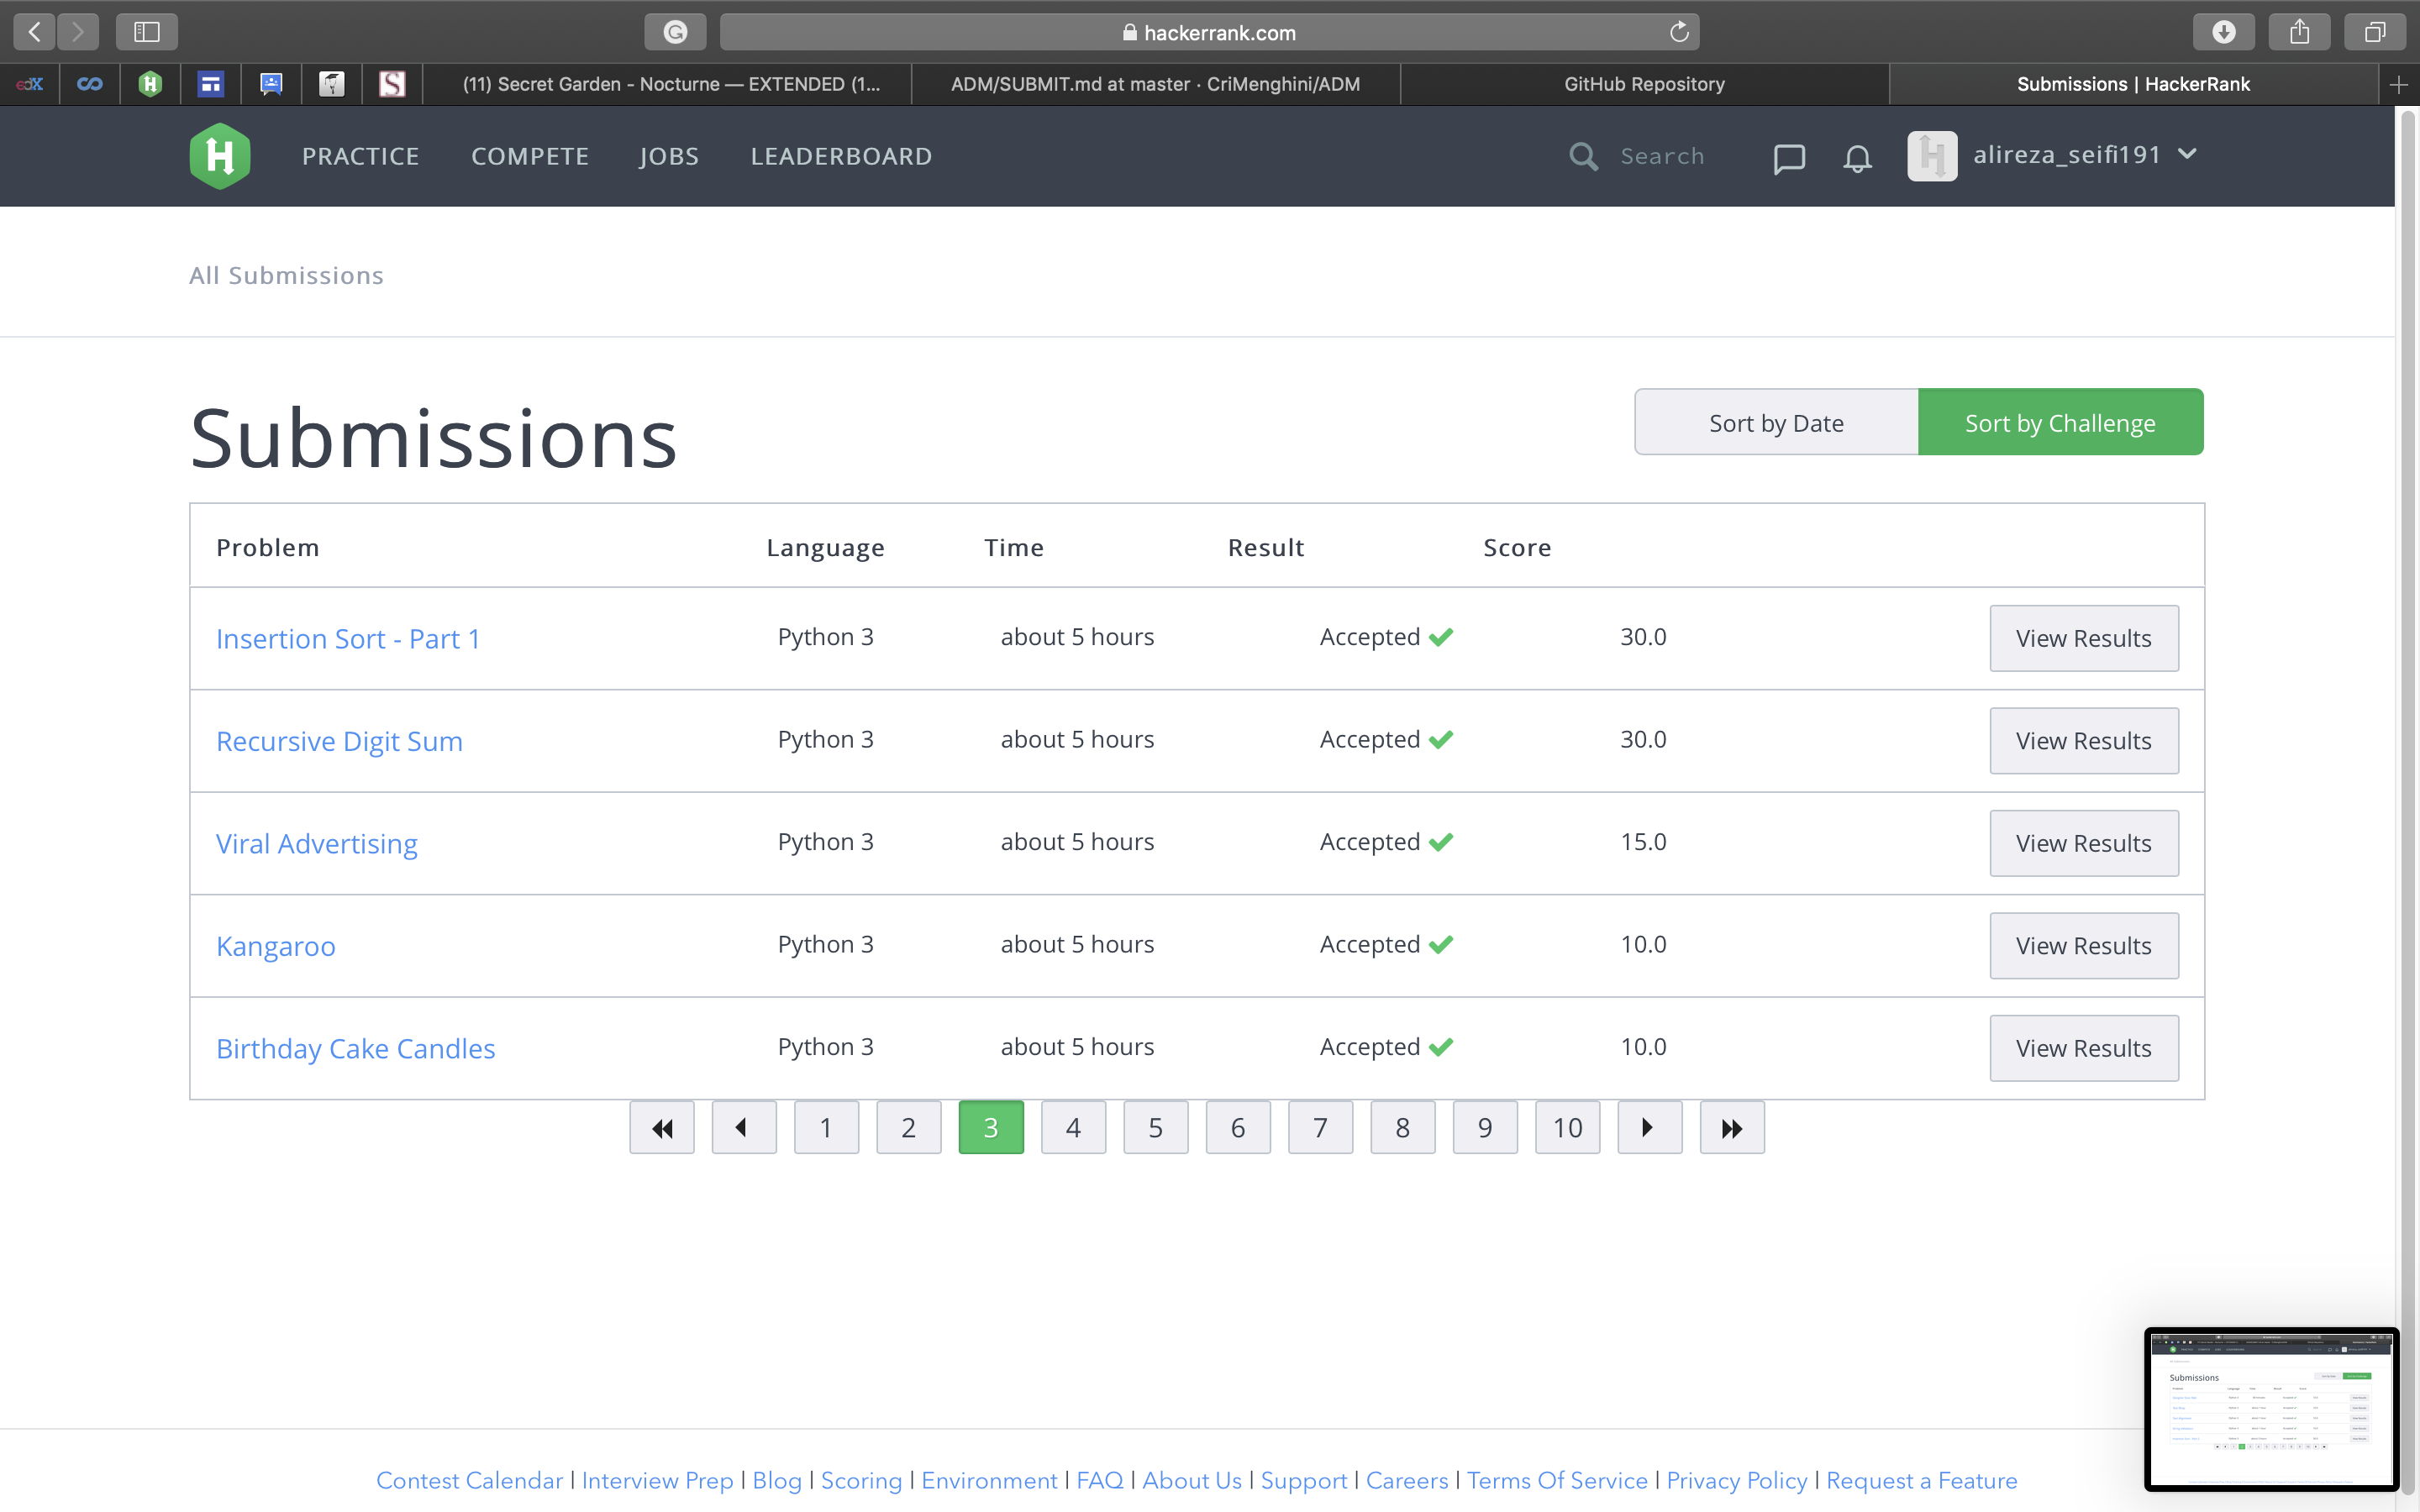 hackerrank.com
(11) Secret Garden - Nocturne — EXTENDED (1...
ADM/SUBMIT.md at master · CriMenghini/ADM
GitHub Repository
Submissions | HackerRank
PRACTICE COMPETE JOBS LEADERBOARD
Search
alireza_seifi191
All Submissions
Submissions
Sort by Date Sort by Challenge
Problem Language Time Result Score
Insertion Sort - Part 1 Python 3 about 5 hours Accepted 30.0 View Results
Recursive Digit Sum Python 3 about 5 hours Accepted 30.0 View Results
Viral Advertising Python 3 about 5 hours Accepted 15.0 View Results
Kangaroo Python 3 about 5 hours Accepted 10.0 View Results
Birthday Cake Candles Python 3 about 5 hours Accepted 10.0 View Results
1 2 3 4 5 6 7 8 9 10
Submissions
Contest Calendar | Interview Prep | Blog | Scoring | Environment | FAQ | About Us | Support | Careers | Terms Of Service | Privacy Policy | Request a Feature